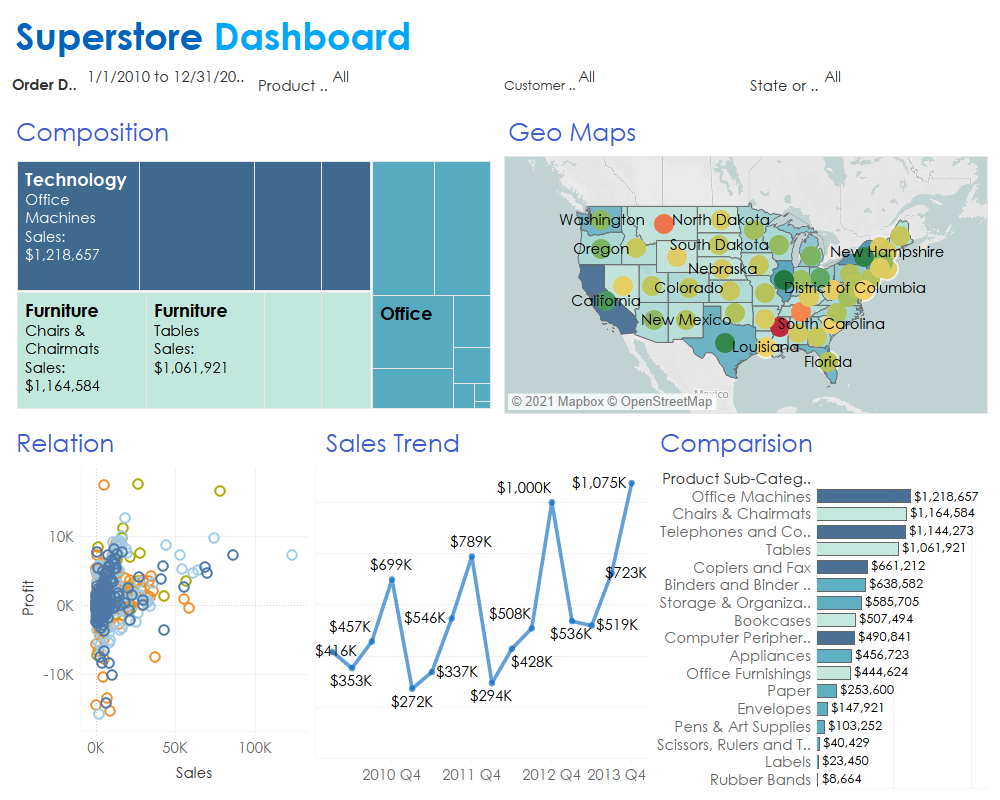 Superstore Dashboard
Order D.. 1/1/2010 to 12/31/20.. Product .. All Customer .. All State or .. All
Composition
Technology
Office
Machines
Sales:
$1,218,657
Furniture
Chairs &
Chairmats
Sales:
$1,164,584
Furniture
Tables
Sales:
$1,061,921
Office
Geo Maps
Washington
North Dakota
Oregon
South Dakota
New Hampshire
Nebraska
Colorado
District of Columbia
California
New Mexico
South Carolina
Louisiana
Florida
Mexico
© 2021 Mapbox © OpenStreetMap
Relation
10K
0K
-10K
Profit
0K 50K 100K
Sales
Sales Trend
$416K
$353K
$457K
$699K
$272K
$337K
$546K
$789K
$294K
$428K
$508K
$1,000K
$536K
$519K
$723K
$1,075K
2010 Q4 2011 Q4 2012 Q4 2013 Q4
Comparision
Product Sub-Categ..
Office Machines $1,218,657
Chairs & Chairmats $1,164,584
Telephones and Co.. $1,144,273
Tables $1,061,921
Copiers and Fax $661,212
Binders and Binder .. $638,582
Storage & Organiza.. $585,705
Bookcases $507,494
Computer Peripher.. $490,841
Appliances $456,723
Office Furnishings $444,624
Paper $253,600
Envelopes $147,921
Pens & Art Supplies $103,252
Scissors, Rulers and T.. $40,429
Labels $23,450
Rubber Bands $8,664